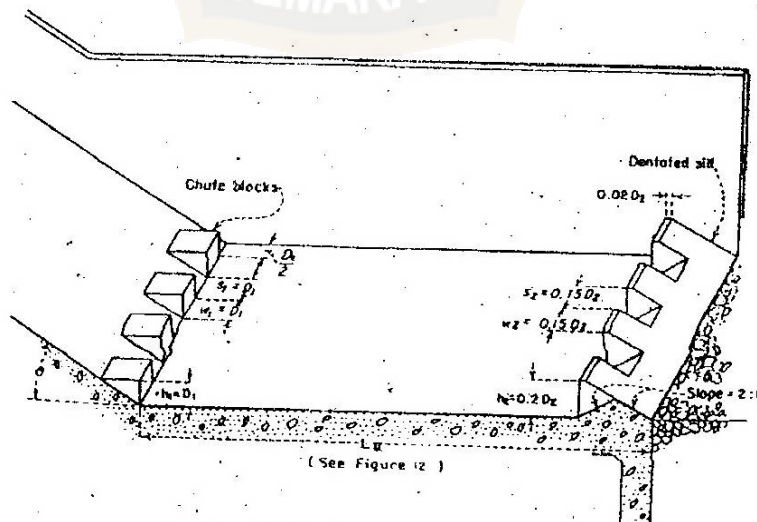 Dentated sill
Chute blocks
0.02D₂
D₁
2
s₁ = D₁
w₁ = D₁
s₂ = 0.15D₂
w₂ = 0.15D₂
h₁ = D₁
h₂=0.2D₂
Slope = 2:1
θ
( See Figure 12 )